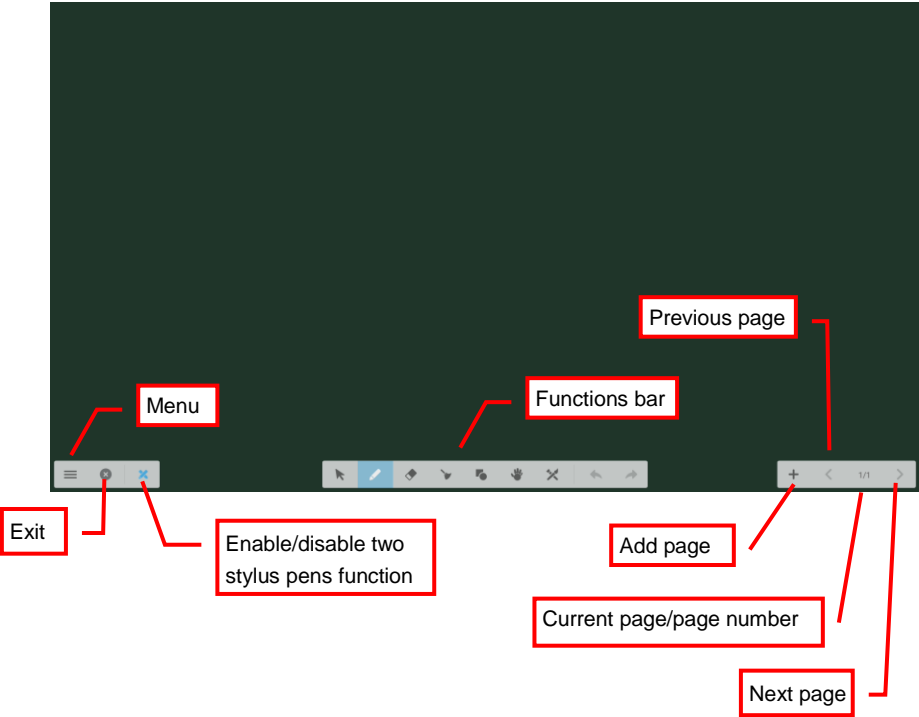 Previous page
Menu
Functions bar
1/1
Exit
Enable/disable two
stylus pens function
Add page
Current page/page number
Next page